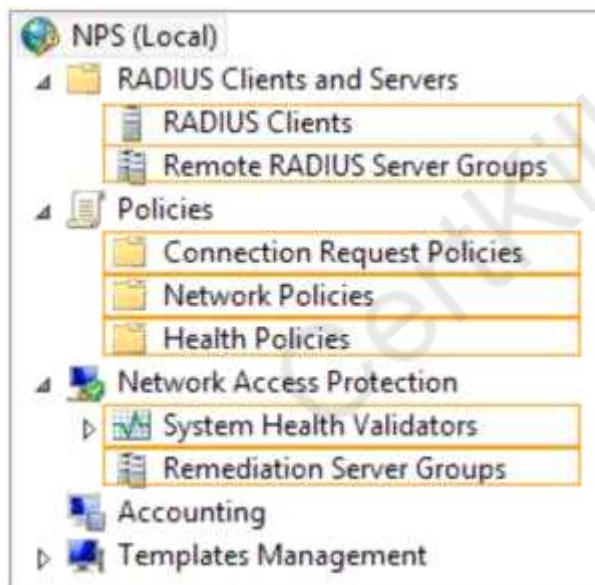 NPS (Local)
RADIUS Clients and Servers
RADIUS Clients
Remote RADIUS Server Groups
Policies
Connection Request Policies
Network Policies
Health Policies
Network Access Protection
System Health Validators
Remediation Server Groups
Accounting
Templates Management